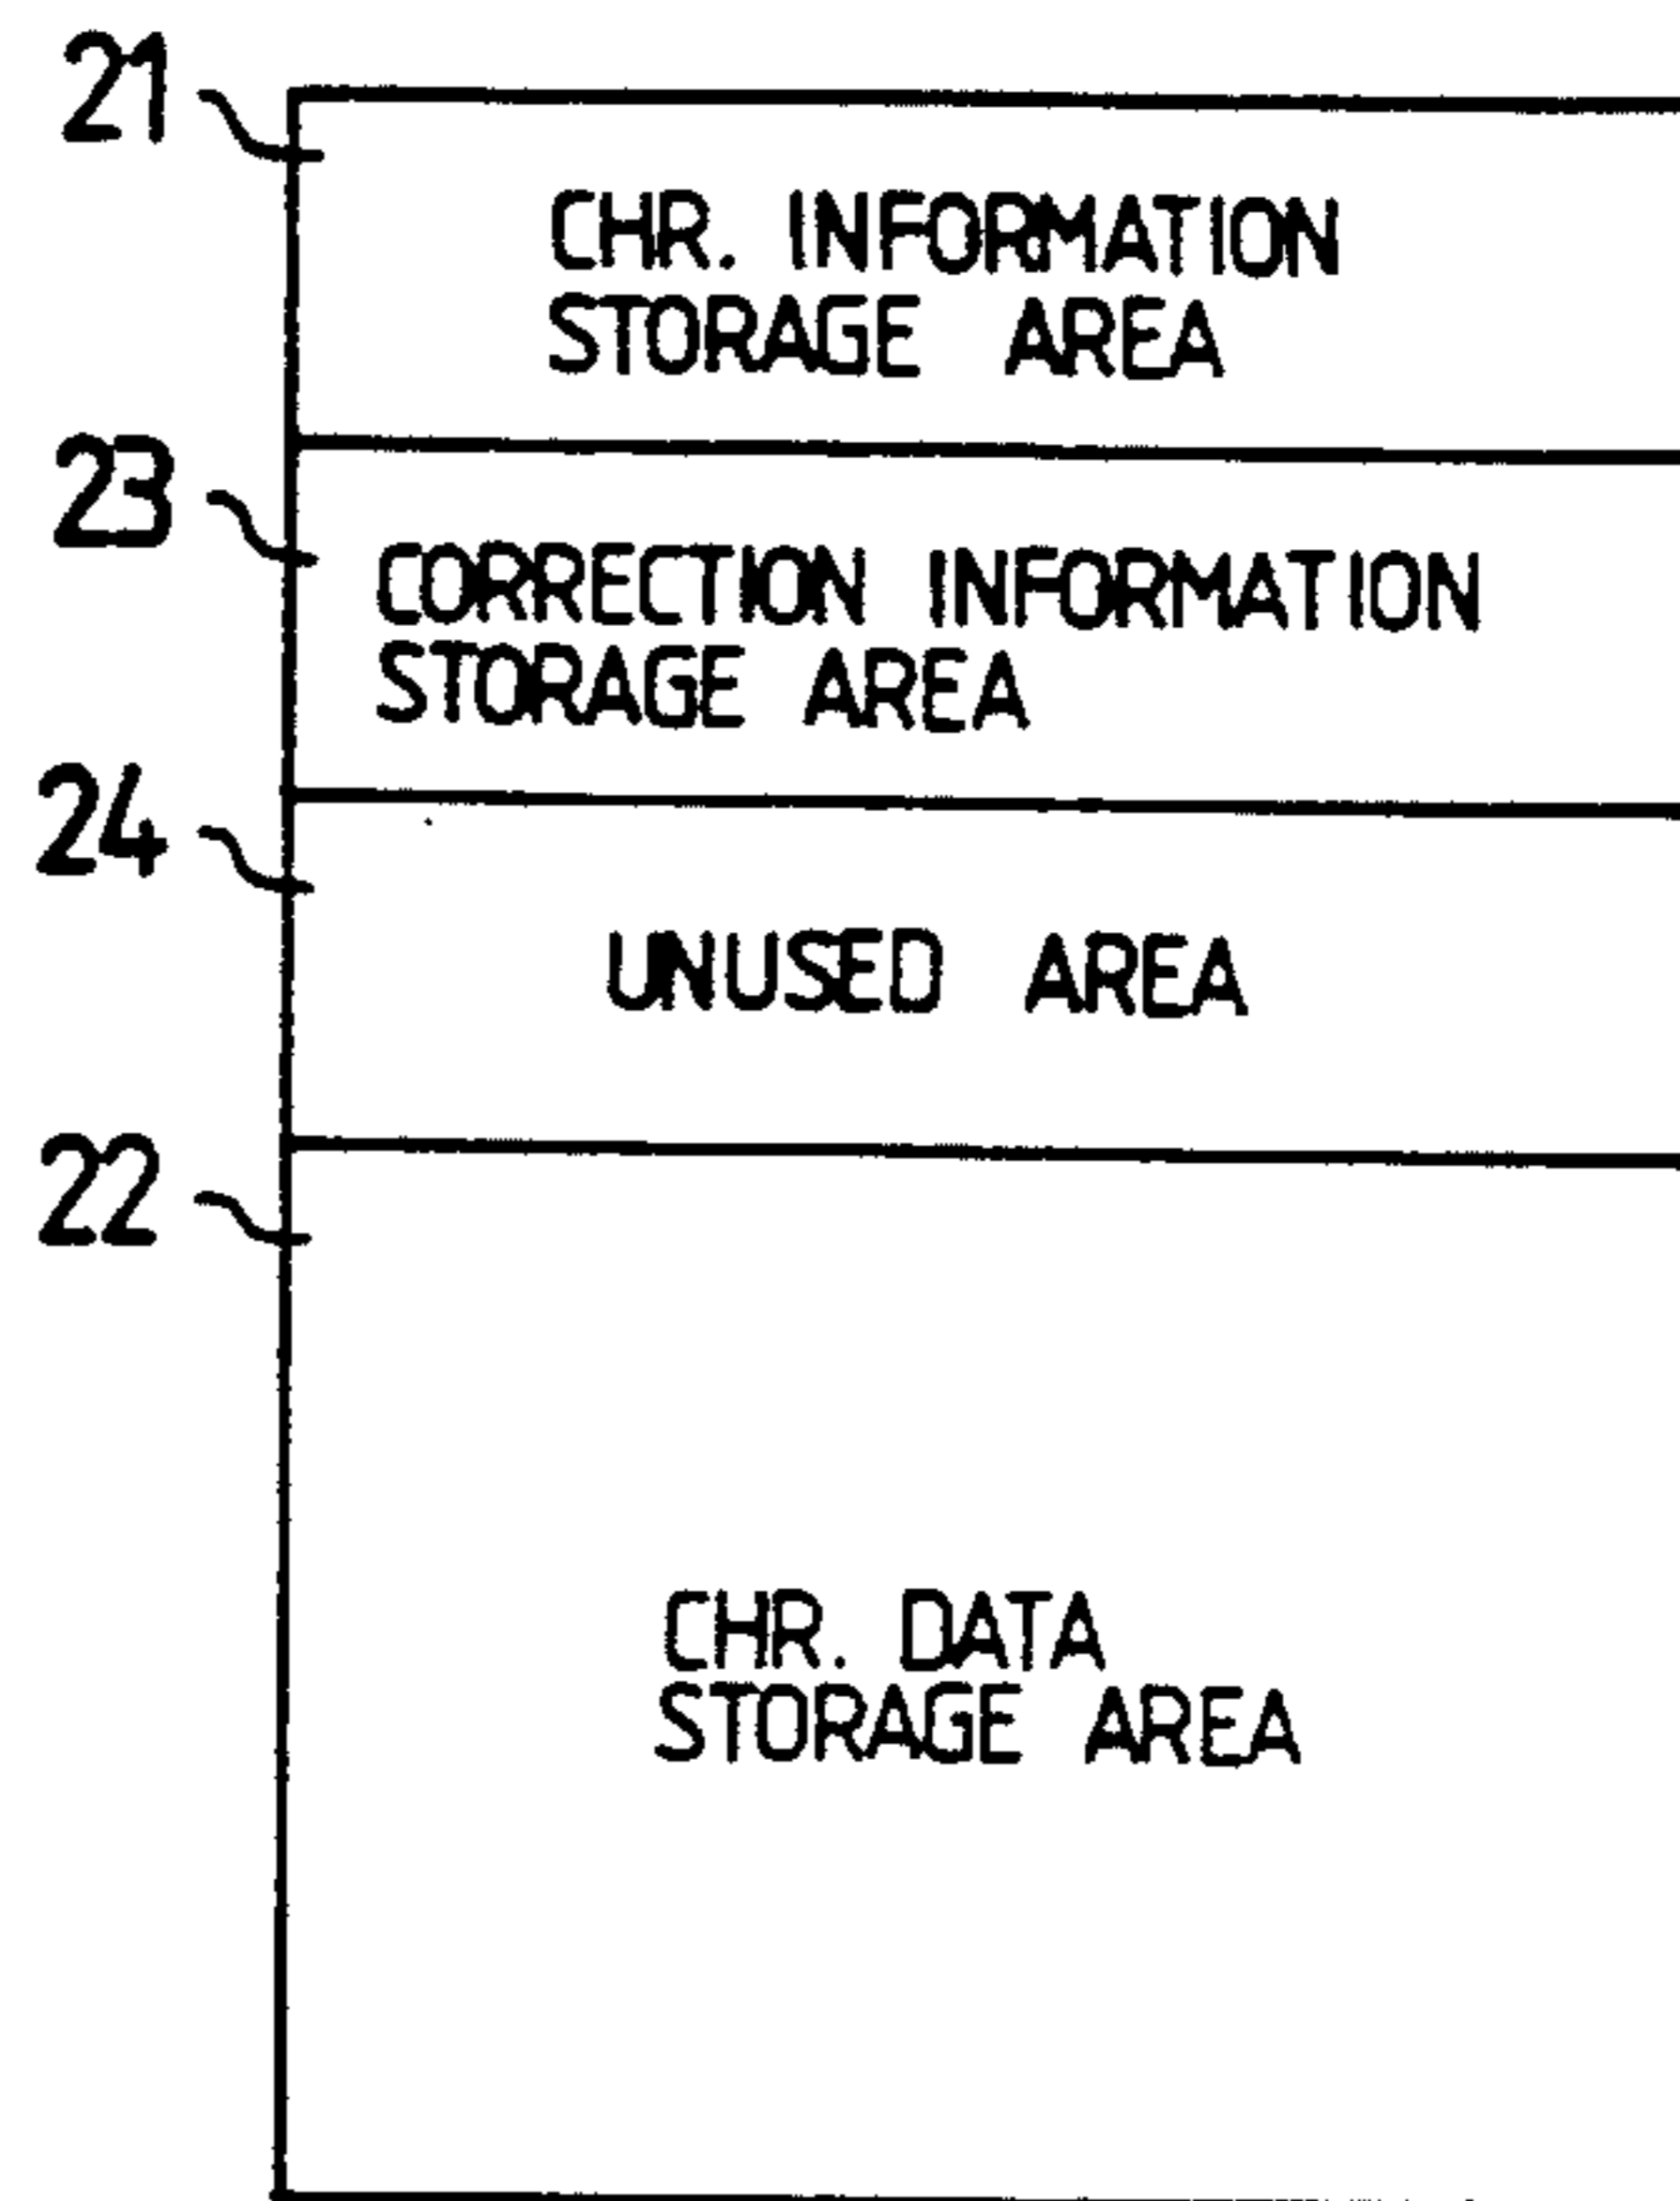 21
CHR. INFORMATION
STORAGE AREA
23
CORRECTION INFORMATION
STORAGE AREA
24
UNUSED AREA
22
CHR. DATA
STORAGE AREA